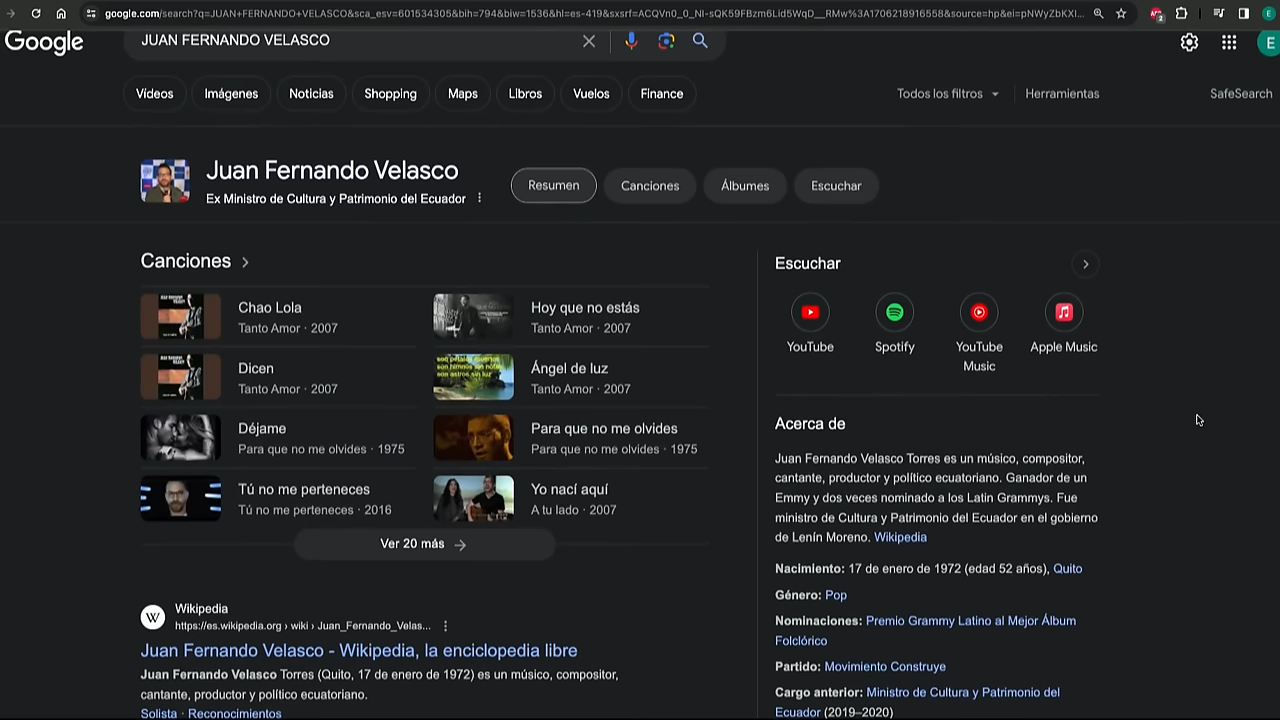 google.com/search?q=JUAN+FERNANDO+VELASCO&sca_esv=601534305&bih=794&biw=1536&hl=es-419&sxsrf=ACQVn0_0_NI-sQK59FBzm6Lid5WqD__RMw%3A1706218916558&source=hp&ei=pNWyZbKXI...
2
E
Google
JUAN FERNANDO VELASCO
E
Vídeos
Imágenes
Noticias
Shopping
Maps
Libros
Vuelos
Finance
Todos los filtros
Herramientas
SafeSearch
Juan Fernando Velasco
Ex Ministro de Cultura y Patrimonio del Ecuador
Resumen
Canciones
Álbumes
Escuchar
Canciones
Chao Lola
Tanto Amor · 2007
Hoy que no estás
Tanto Amor · 2007
Dicen
Tanto Amor · 2007
Ángel de luz
Tanto Amor · 2007
Déjame
Para que no me olvides · 1975
Para que no me olvides
Para que no me olvides · 1975
Tú no me perteneces
Tú no me perteneces · 2016
Yo nací aquí
A tu lado · 2007
Ver 20 más
W
Wikipedia
https://es.wikipedia.org › wiki › Juan_Fernando_Velas...
Juan Fernando Velasco - Wikipedia, la enciclopedia libre
Juan Fernando Velasco Torres (Quito, 17 de enero de 1972) es un músico, compositor,
cantante, productor y político ecuatoriano.
Solista · Reconocimientos
Escuchar
YouTube
Spotify
YouTube
Music
Apple Music
Acerca de
Juan Fernando Velasco Torres es un músico, compositor,
cantante, productor y político ecuatoriano. Ganador de un
Emmy y dos veces nominado a los Latin Grammys. Fue
ministro de Cultura y Patrimonio del Ecuador en el gobierno
de Lenín Moreno. Wikipedia
Nacimiento: 17 de enero de 1972 (edad 52 años), Quito
Género: Pop
Nominaciones: Premio Grammy Latino al Mejor Álbum
Folclórico
Partido: Movimiento Construye
Cargo anterior: Ministro de Cultura y Patrimonio del
Ecuador (2019–2020)